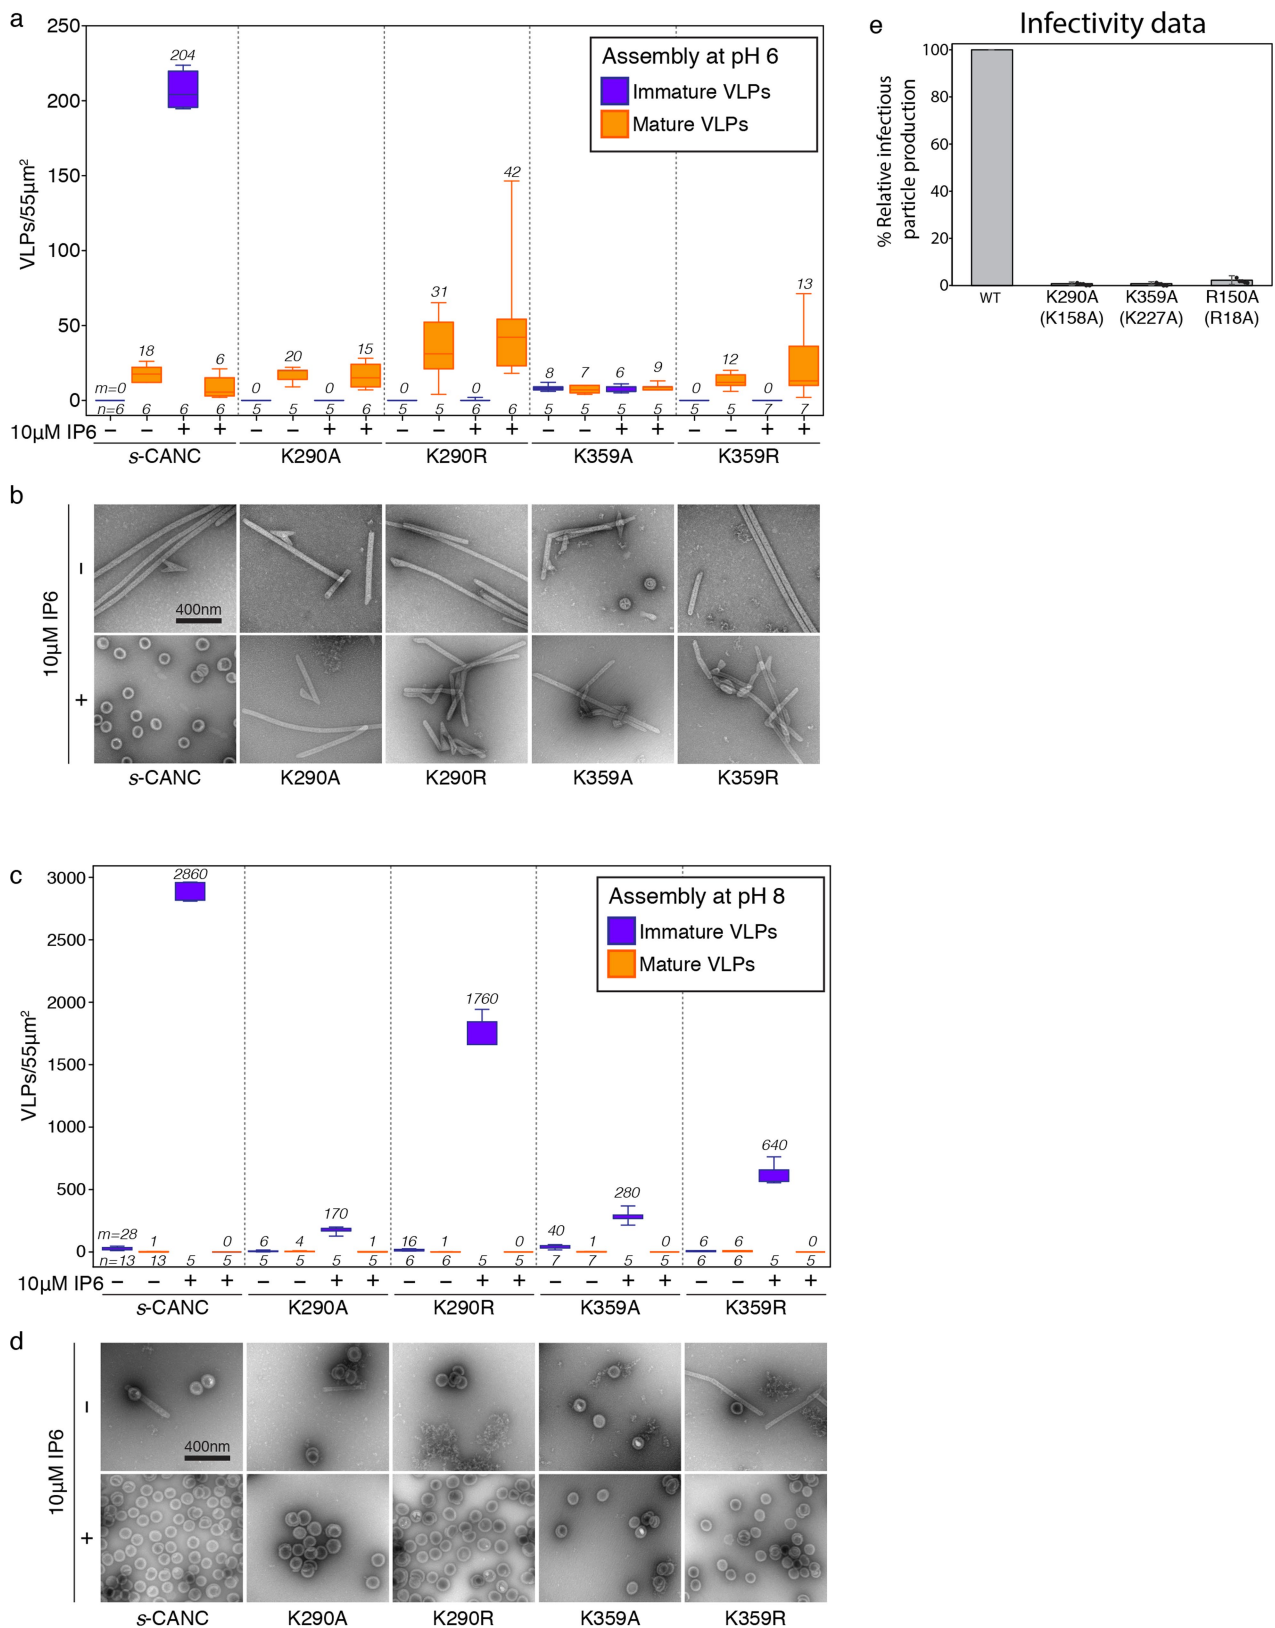 a
250
200
150
100
50
0
VLPs/55µm²
Assembly at pH 6
Immature VLPs
Mature VLPs
204
18
6
20
15
31
42
8
7
6
9
12
13
m=0
0
0
0
0
0
0
n=6
6
6
6
5
5
5
6
5
5
6
6
5
5
5
5
5
5
7
7
10µM IP6 – – + + – – + + – – + + – – + + – – + +
s-CANC K290A K290R K359A K359R
e
Infectivity data
% Relative infectious
particle production
100
80
60
40
20
0
WT K290A K359A R150A
(K158A) (K227A) (R18A)
b
10µM IP6
–
+
400nm
s-CANC K290A K290R K359A K359R
c
3000
2500
2000
1500
1000
500
0
VLPs/55µm²
Assembly at pH 8
Immature VLPs
Mature VLPs
2860
1760
640
280
170
m=28 1 0 6 4 1 16 1 0 40 1 0 6 6 0
n=13 13 5 5 5 5 5 5 6 6 5 5 7 7 5 5 6 6 5 5
10µM IP6 – – + + – – + + – – + + – – + + – – + +
s-CANC K290A K290R K359A K359R
d
10µM IP6
–
+
400nm
s-CANC K290A K290R K359A K359R